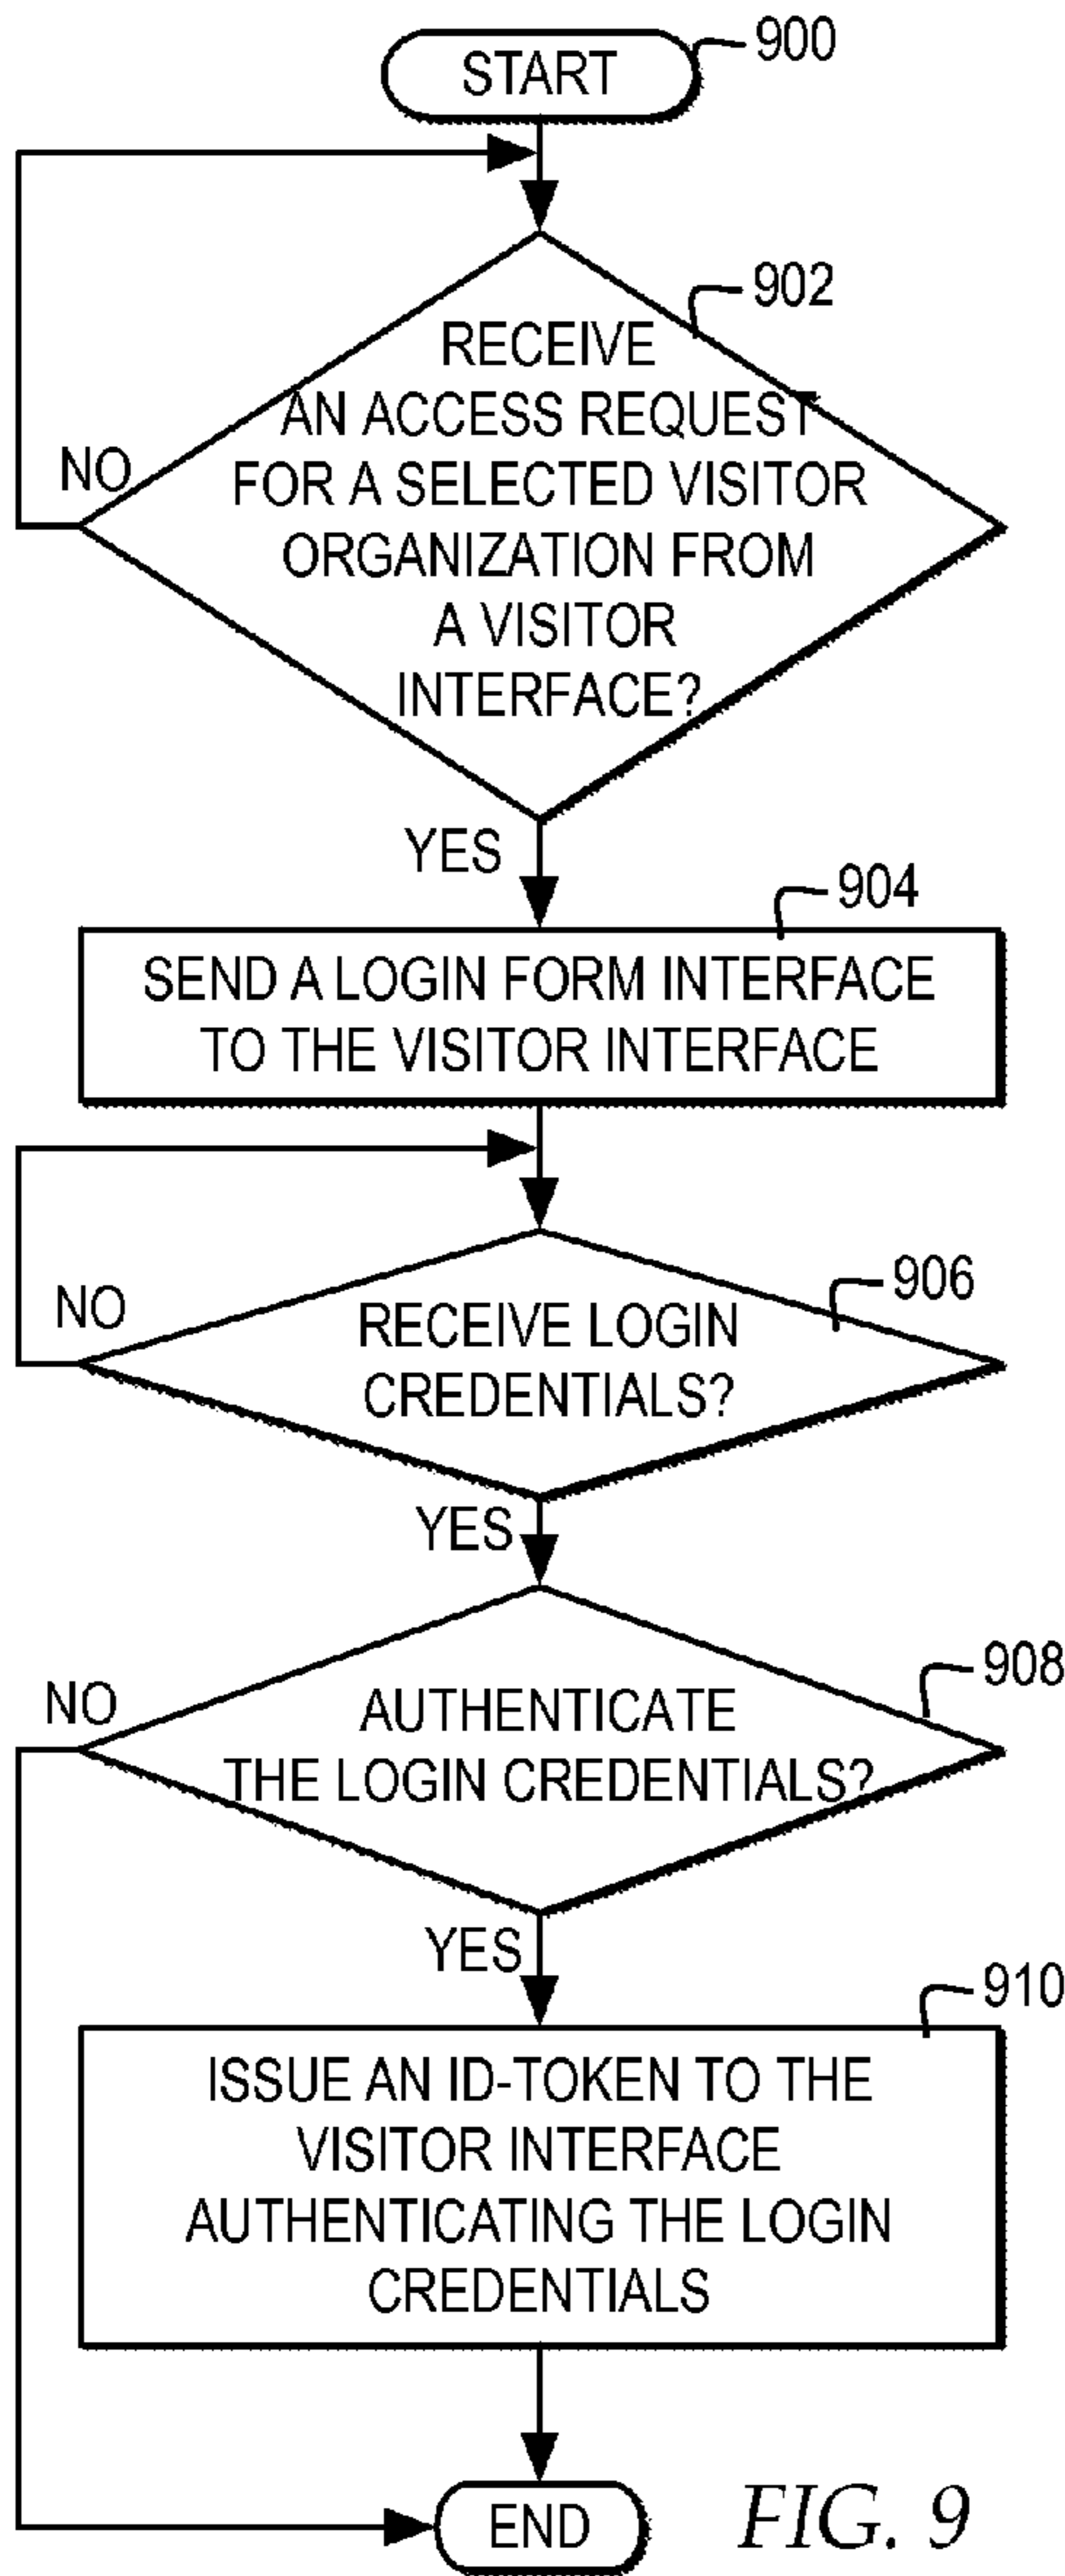 START
900
902
RECEIVE
AN ACCESS REQUEST
FOR A SELECTED VISITOR
ORGANIZATION FROM
A VISITOR
INTERFACE?
NO
YES
904
SEND A LOGIN FORM INTERFACE
TO THE VISITOR INTERFACE
906
RECEIVE LOGIN
CREDENTIALS?
NO
YES
908
AUTHENTICATE
THE LOGIN CREDENTIALS?
NO
YES
910
ISSUE AN ID-TOKEN TO THE
VISITOR INTERFACE
AUTHENTICATING THE LOGIN
CREDENTIALS
END
FIG. 9